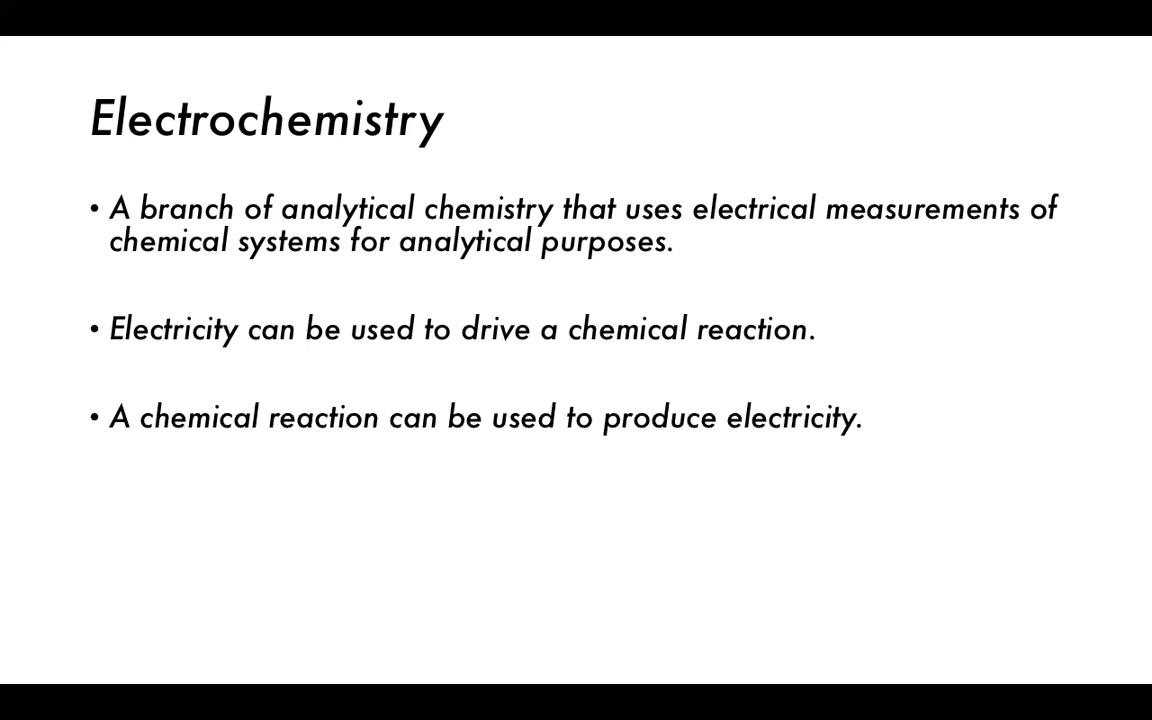 Electrochemistry
• A branch of analytical chemistry that uses electrical measurements of
chemical systems for analytical purposes.
• Electricity can be used to drive a chemical reaction.
• A chemical reaction can be used to produce electricity.